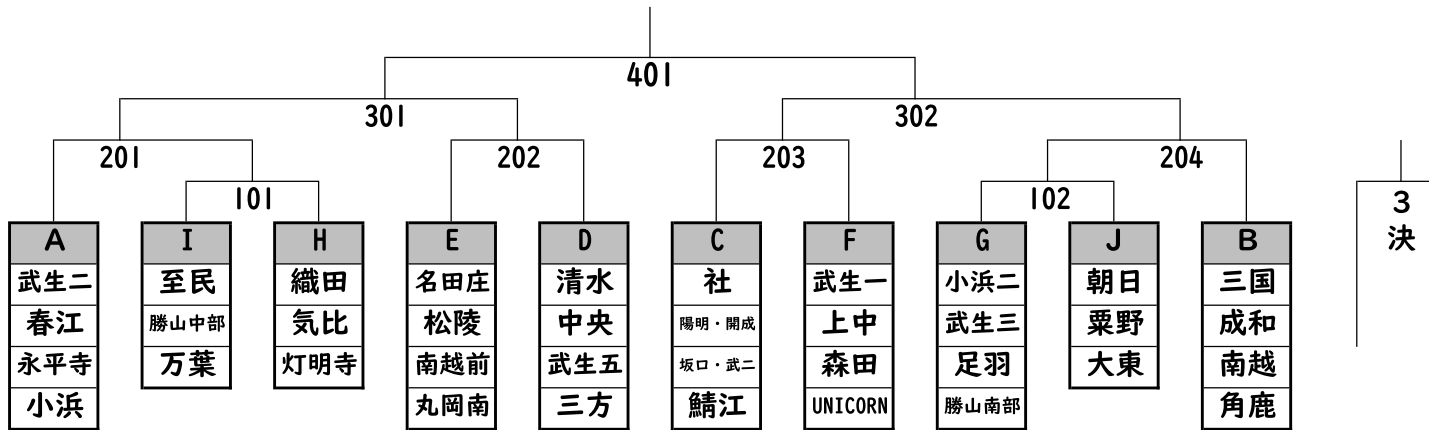 401
301 302
201 202 203 204
101 102
3
決
A I H E D C F G J B
武生二 至民 織田 名田庄 清水 社 武生一 小浜二 朝日 三国
春江 勝山中部 気比 松陵 中央 陽明・開成 上中 武生三 粟野 成和
永平寺 万葉 灯明寺 南越前 武生五 坂口・武二 森田 足羽 大東 南越
小浜 丸岡南 三方 鯖江 UNICORN 勝山南部 角鹿